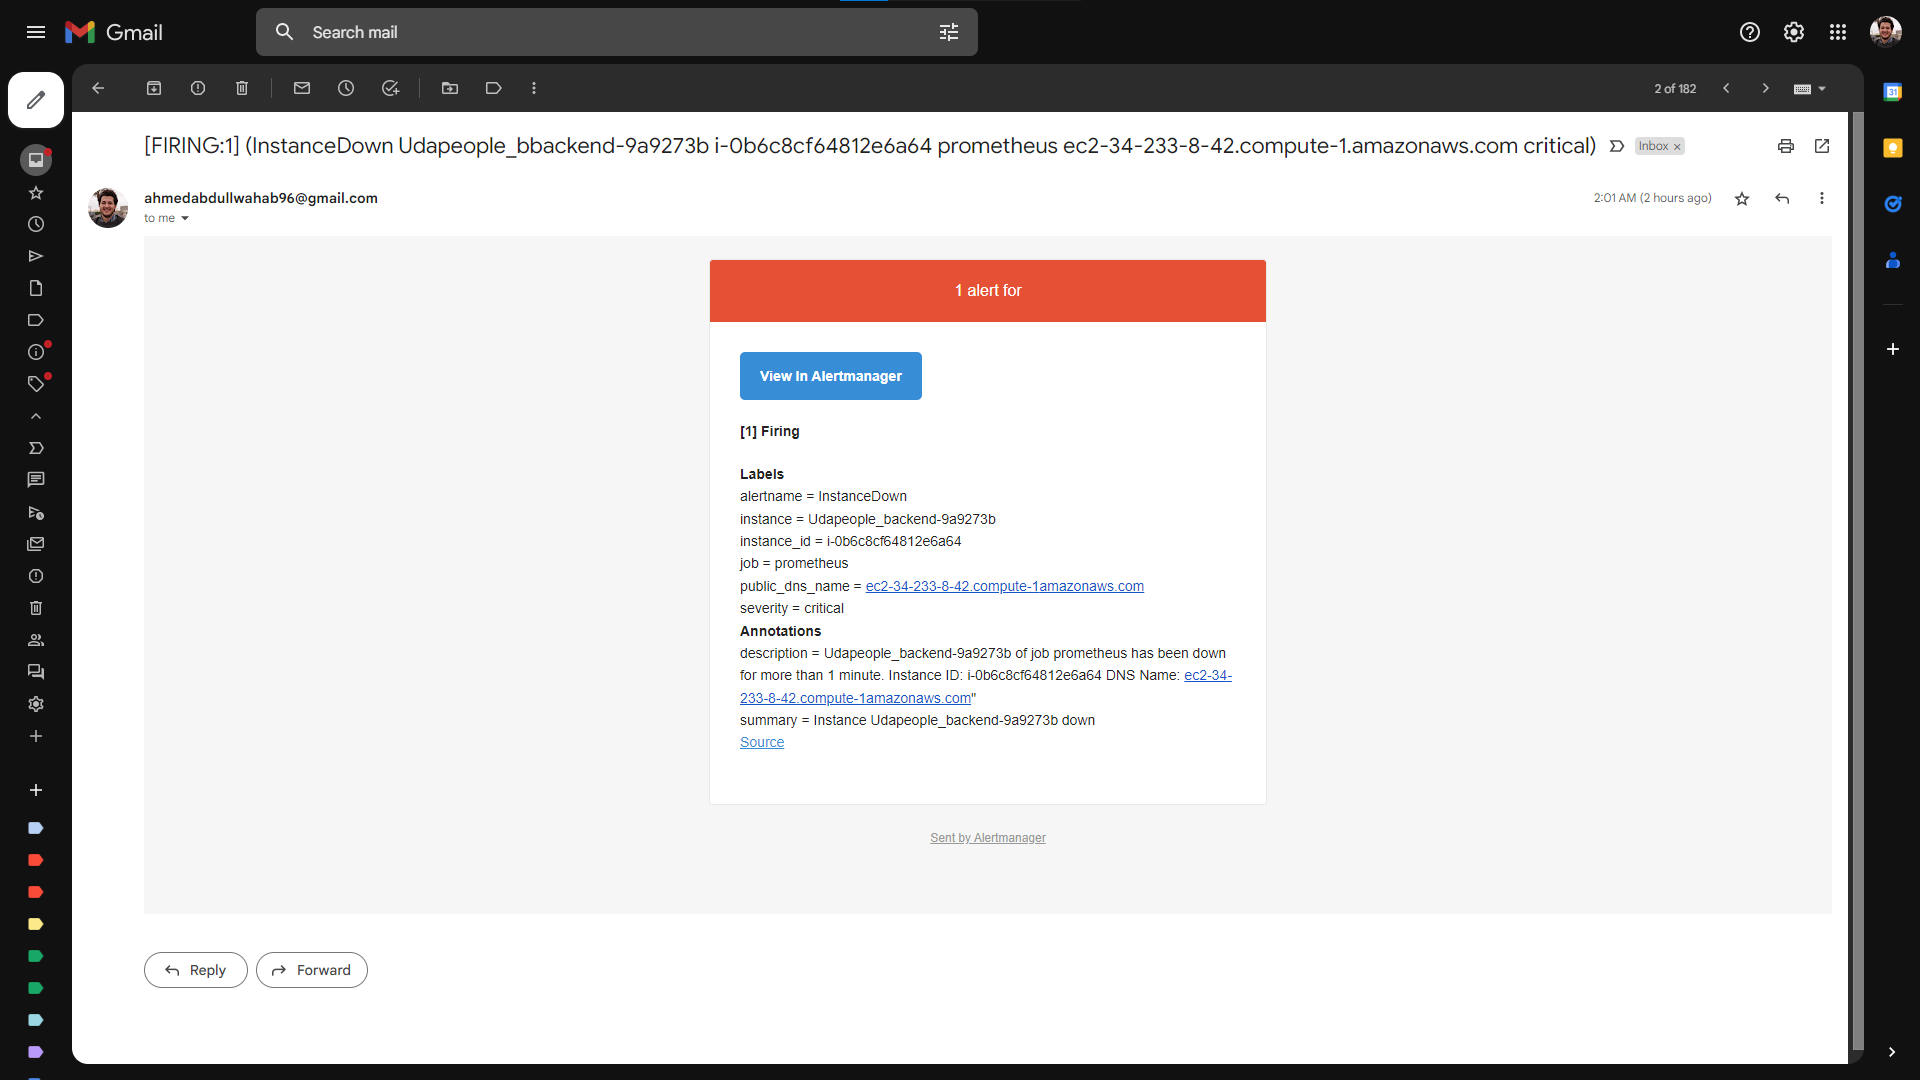 Gmail
Search mail
2 of 182
[FIRING:1] (InstanceDown Udapeople_bbackend-9a9273b i-0b6c8cf64812e6a64 prometheus ec2-34-233-8-42.compute-1.amazonaws.com critical)
Inbox ×
ahmedabdullwahab96@gmail.com
2:01 AM (2 hours ago)
to me
1 alert for
View In Alertmanager
[1] Firing
Labels
alertname = InstanceDown
instance = Udapeople_backend-9a9273b
instance_id = i-0b6c8cf64812e6a64
job = prometheus
public_dns_name = ec2-34-233-8-42.compute-1amazonaws.com
severity = critical
Annotations
description = Udapeople_backend-9a9273b of job prometheus has been down
for more than 1 minute. Instance ID: i-0b6c8cf64812e6a64 DNS Name: ec2-34-
233-8-42.compute-1amazonaws.com"
summary = Instance Udapeople_backend-9a9273b down
Source
Sent by Alertmanager
Reply
Forward
31